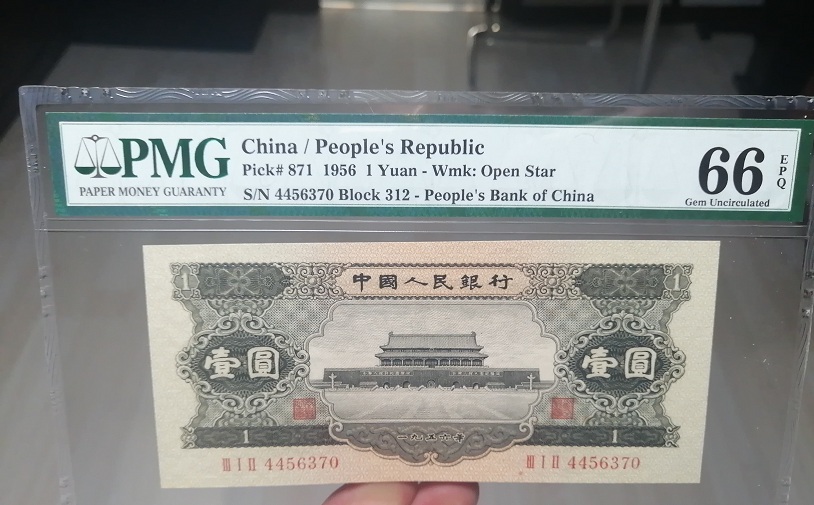 PMG
PAPER MONEY GUARANTY
China / People's Republic
Pick# 871 1956 1 Yuan - Wmk: Open Star
S/N 4456370 Block 312 - People's Bank of China
66
EPQ
Gem Uncirculated
1 中國人民銀行 1
壹圓 壹圓
1 一九五六年 1
III I II 4456370 III I II 4456370